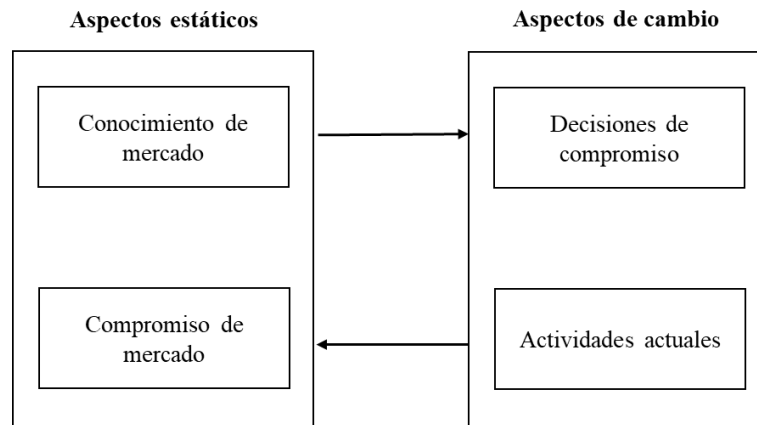 Aspectos estáticos
Aspectos de cambio
Conocimiento de
mercado
Decisiones de
compromiso
Compromiso de
mercado
Actividades actuales